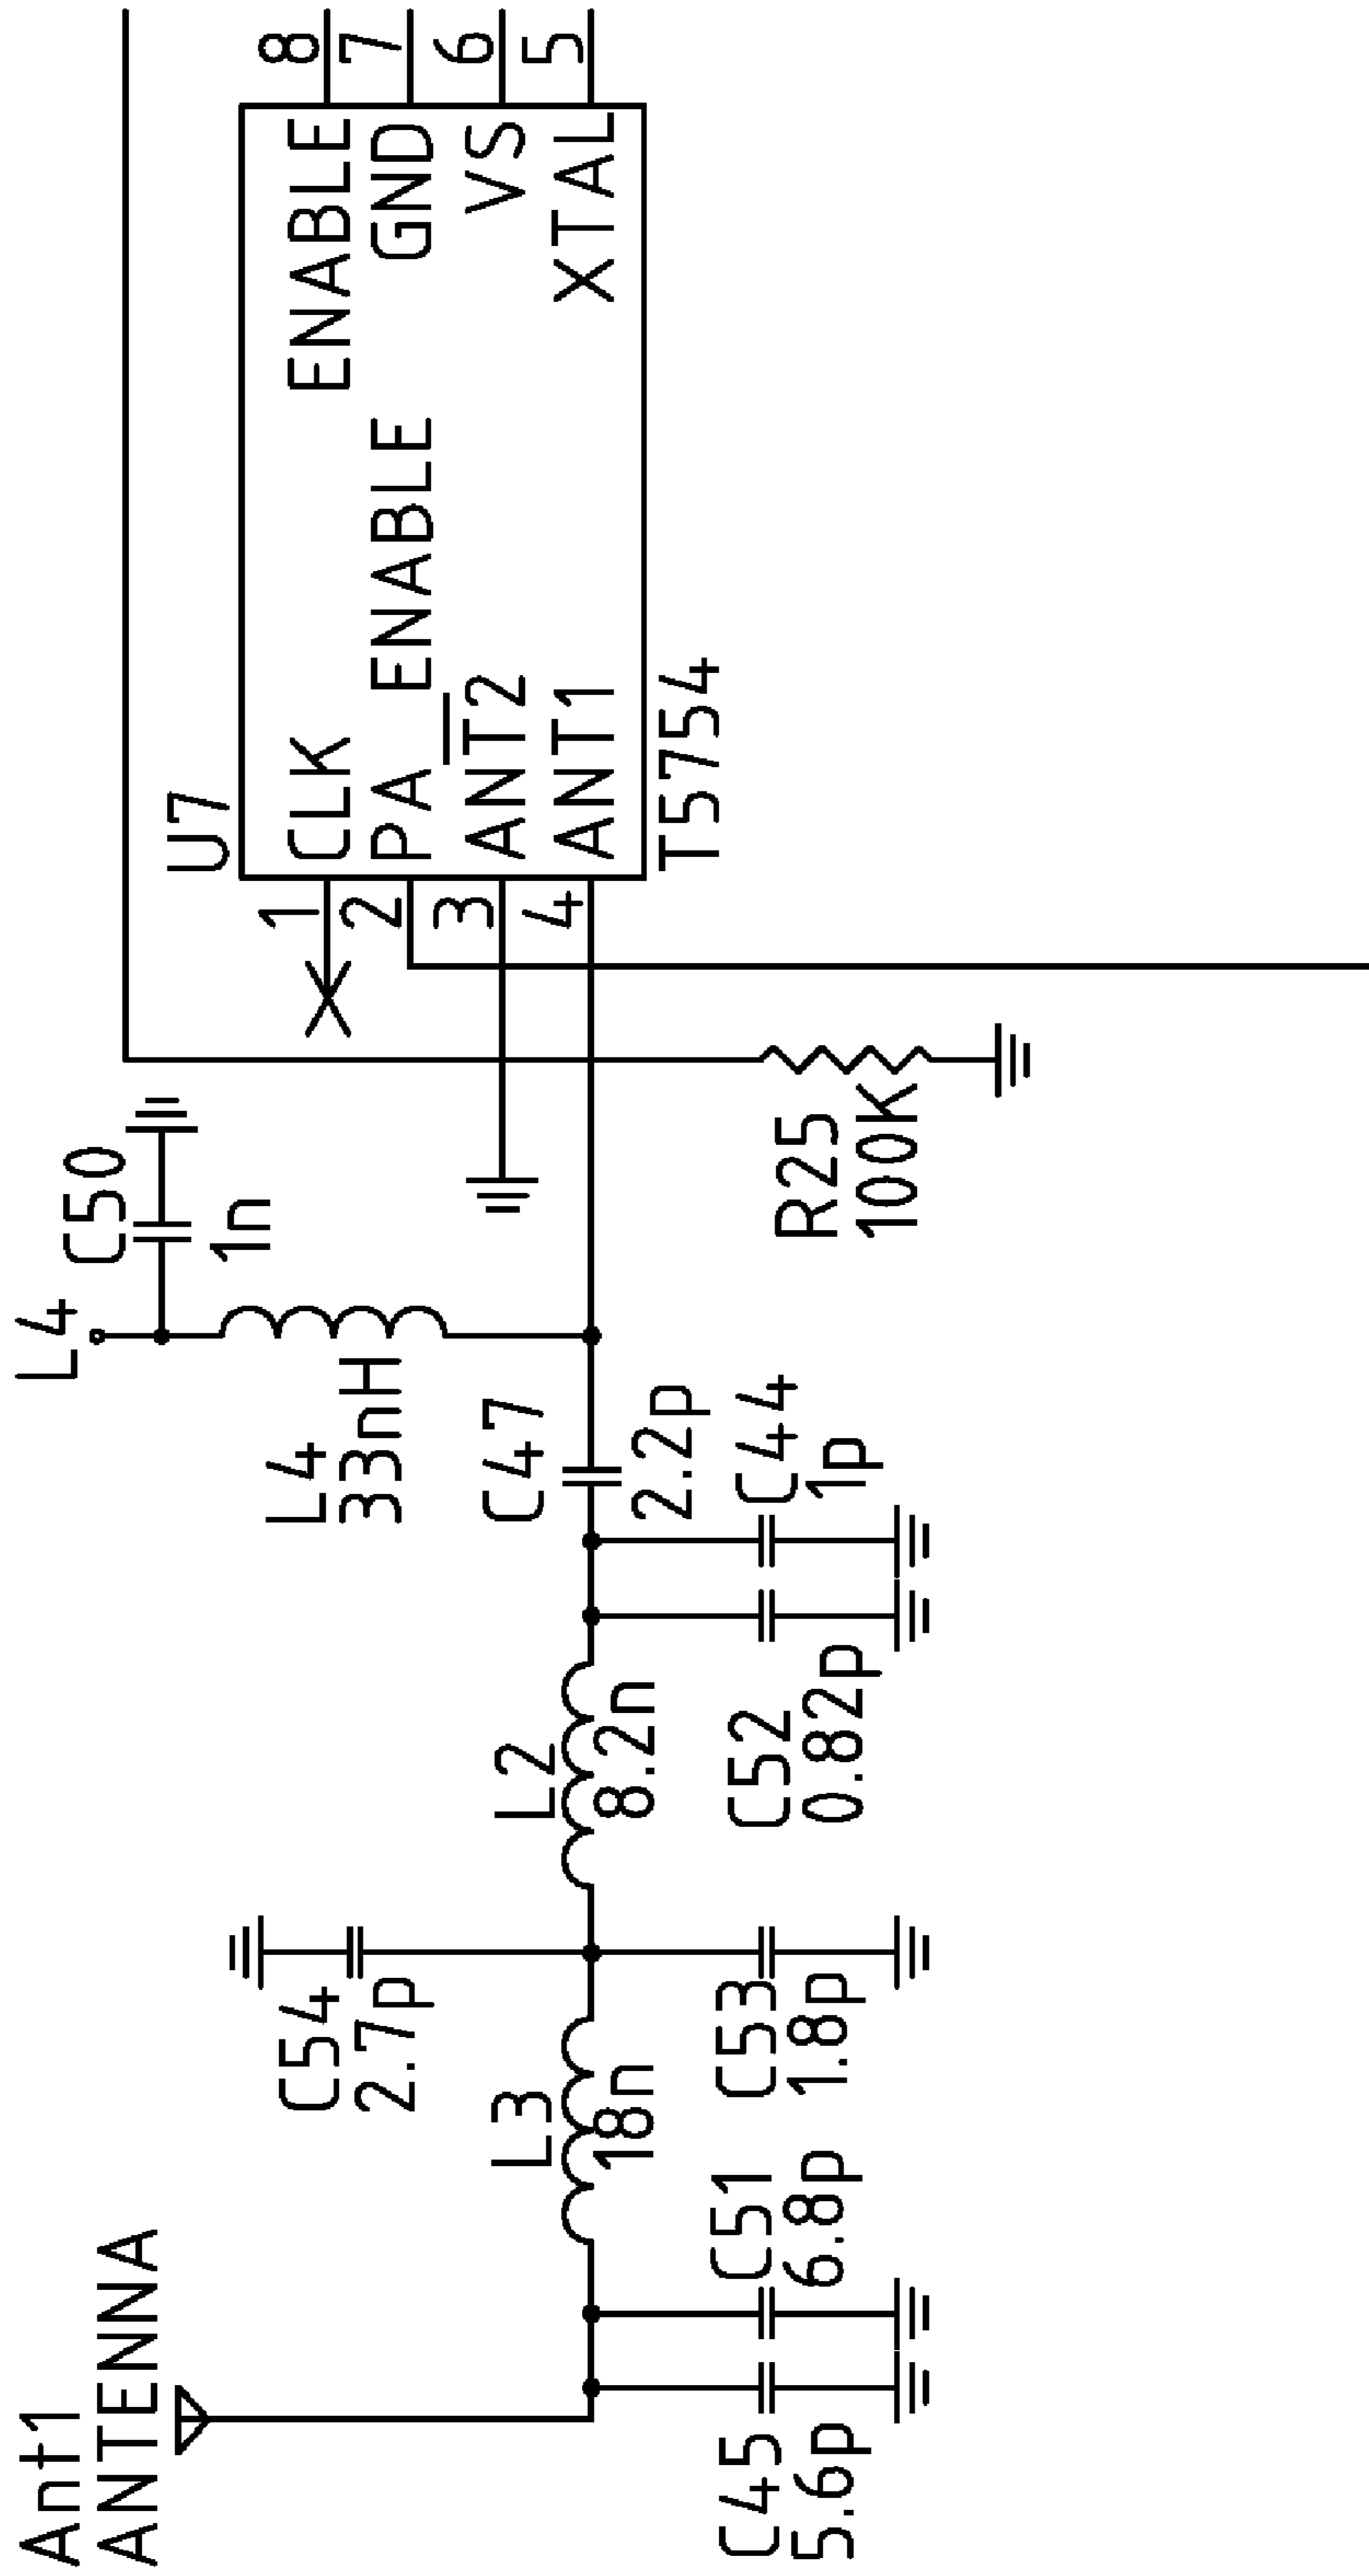 Ant1
ANTENNA
C45
5.6p
C51
6.8p
L3
18n
C54
2.7p
C53
1.8p
L2
8.2n
C52
0.82p
C44
1p
C47
2.2p
L4
33nH
L4
C50
1n
R25
100K
U7
1 CLK
2 PA ENABLE
3 ANT2
4 ANT1
ENABLE 8
GND 7
VS 6
XTAL 5
T5754